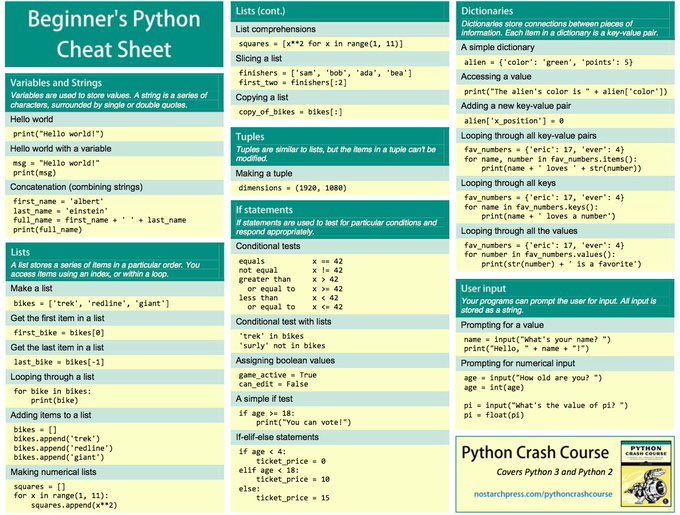 Beginner's Python
Cheat Sheet
Variables and Strings
Variables are used to store values. A string is a series of
characters, surrounded by single or double quotes.
Hello world
print("Hello world!")
Hello world with a variable
msg = "Hello world!"
print(msg)
Concatenation (combining strings)
first_name = 'albert'
last_name = 'einstein'
full_name = first_name + ' ' + last_name
print(full_name)
Lists
A list stores a series of items in a particular order. You
access items using an index, or within a loop.
Make a list
bikes = ['trek', 'redline', 'giant']
Get the first item in a list
first_bike = bikes[0]
Get the last item in a list
last_bike = bikes[-1]
Looping through a list
for bike in bikes:
    print(bike)
Adding items to a list
bikes = []
bikes.append('trek')
bikes.append('redline')
bikes.append('giant')
Making numerical lists
squares = []
for x in range(1, 11):
    squares.append(x**2)
Lists (cont.)
List comprehensions
squares = [x**2 for x in range(1, 11)]
Slicing a list
finishers = ['sam', 'bob', 'ada', 'bea']
first_two = finishers[:2]
Copying a list
copy_of_bikes = bikes[:]
Tuples
Tuples are similar to lists, but the items in a tuple can't be
modified.
Making a tuple
dimensions = (1920, 1080)
If statements
If statements are used to test for particular conditions and
respond appropriately.
Conditional tests
equals x == 42
not equal x != 42
greater than x > 42
or equal to x >= 42
less than x < 42
or equal to x <= 42
Conditional test with lists
'trek' in bikes
'surly' not in bikes
Assigning boolean values
game_active = True
can_edit = False
A simple if test
if age >= 18:
    print("You can vote!")
If-elif-else statements
if age < 4:
    ticket_price = 0
elif age < 18:
    ticket_price = 10
else:
    ticket_price = 15
Dictionaries
Dictionaries store connections between pieces of
information. Each item in a dictionary is a key-value pair.
A simple dictionary
alien = {'color': 'green', 'points': 5}
Accessing a value
print("The alien's color is " + alien['color'])
Adding a new key-value pair
alien['x_position'] = 0
Looping through all key-value pairs
fav_numbers = {'eric': 17, 'ever': 4}
for name, number in fav_numbers.items():
    print(name + ' loves ' + str(number))
Looping through all keys
fav_numbers = {'eric': 17, 'ever': 4}
for name in fav_numbers.keys():
    print(name + ' loves a number')
Looping through all the values
fav_numbers = {'eric': 17, 'ever': 4}
for number in fav_numbers.values():
    print(str(number) + ' is a favorite')
User input
Your programs can prompt the user for input. All input is
stored as a string.
Prompting for a value
name = input("What's your name? ")
print("Hello, " + name + "!")
Prompting for numerical input
age = input("How old are you? ")
age = int(age)
pi = input("What's the value of pi? ")
pi = float(pi)
Python Crash Course
Covers Python 3 and Python 2
nostarchpress.com/pythoncrashcourse
PYTHON
CRASH COURSE